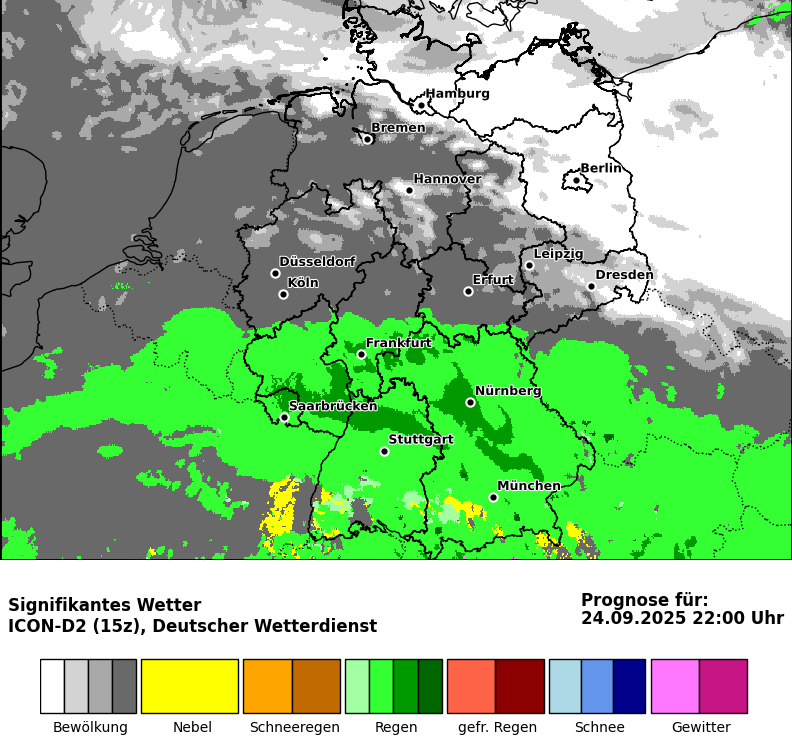 Hamburg
Bremen
Berlin
Hannover
Leipzig
Düsseldorf
Dresden
Köln
Erfurt
Frankfurt
Nürnberg
Saarbrücken
Stuttgart
München
Signifikantes Wetter
ICON-D2 (15z), Deutscher Wetterdienst
Prognose für:
24.09.2025 22:00 Uhr
Bewölkung Nebel Schneeregen Regen gefr. Regen Schnee Gewitter